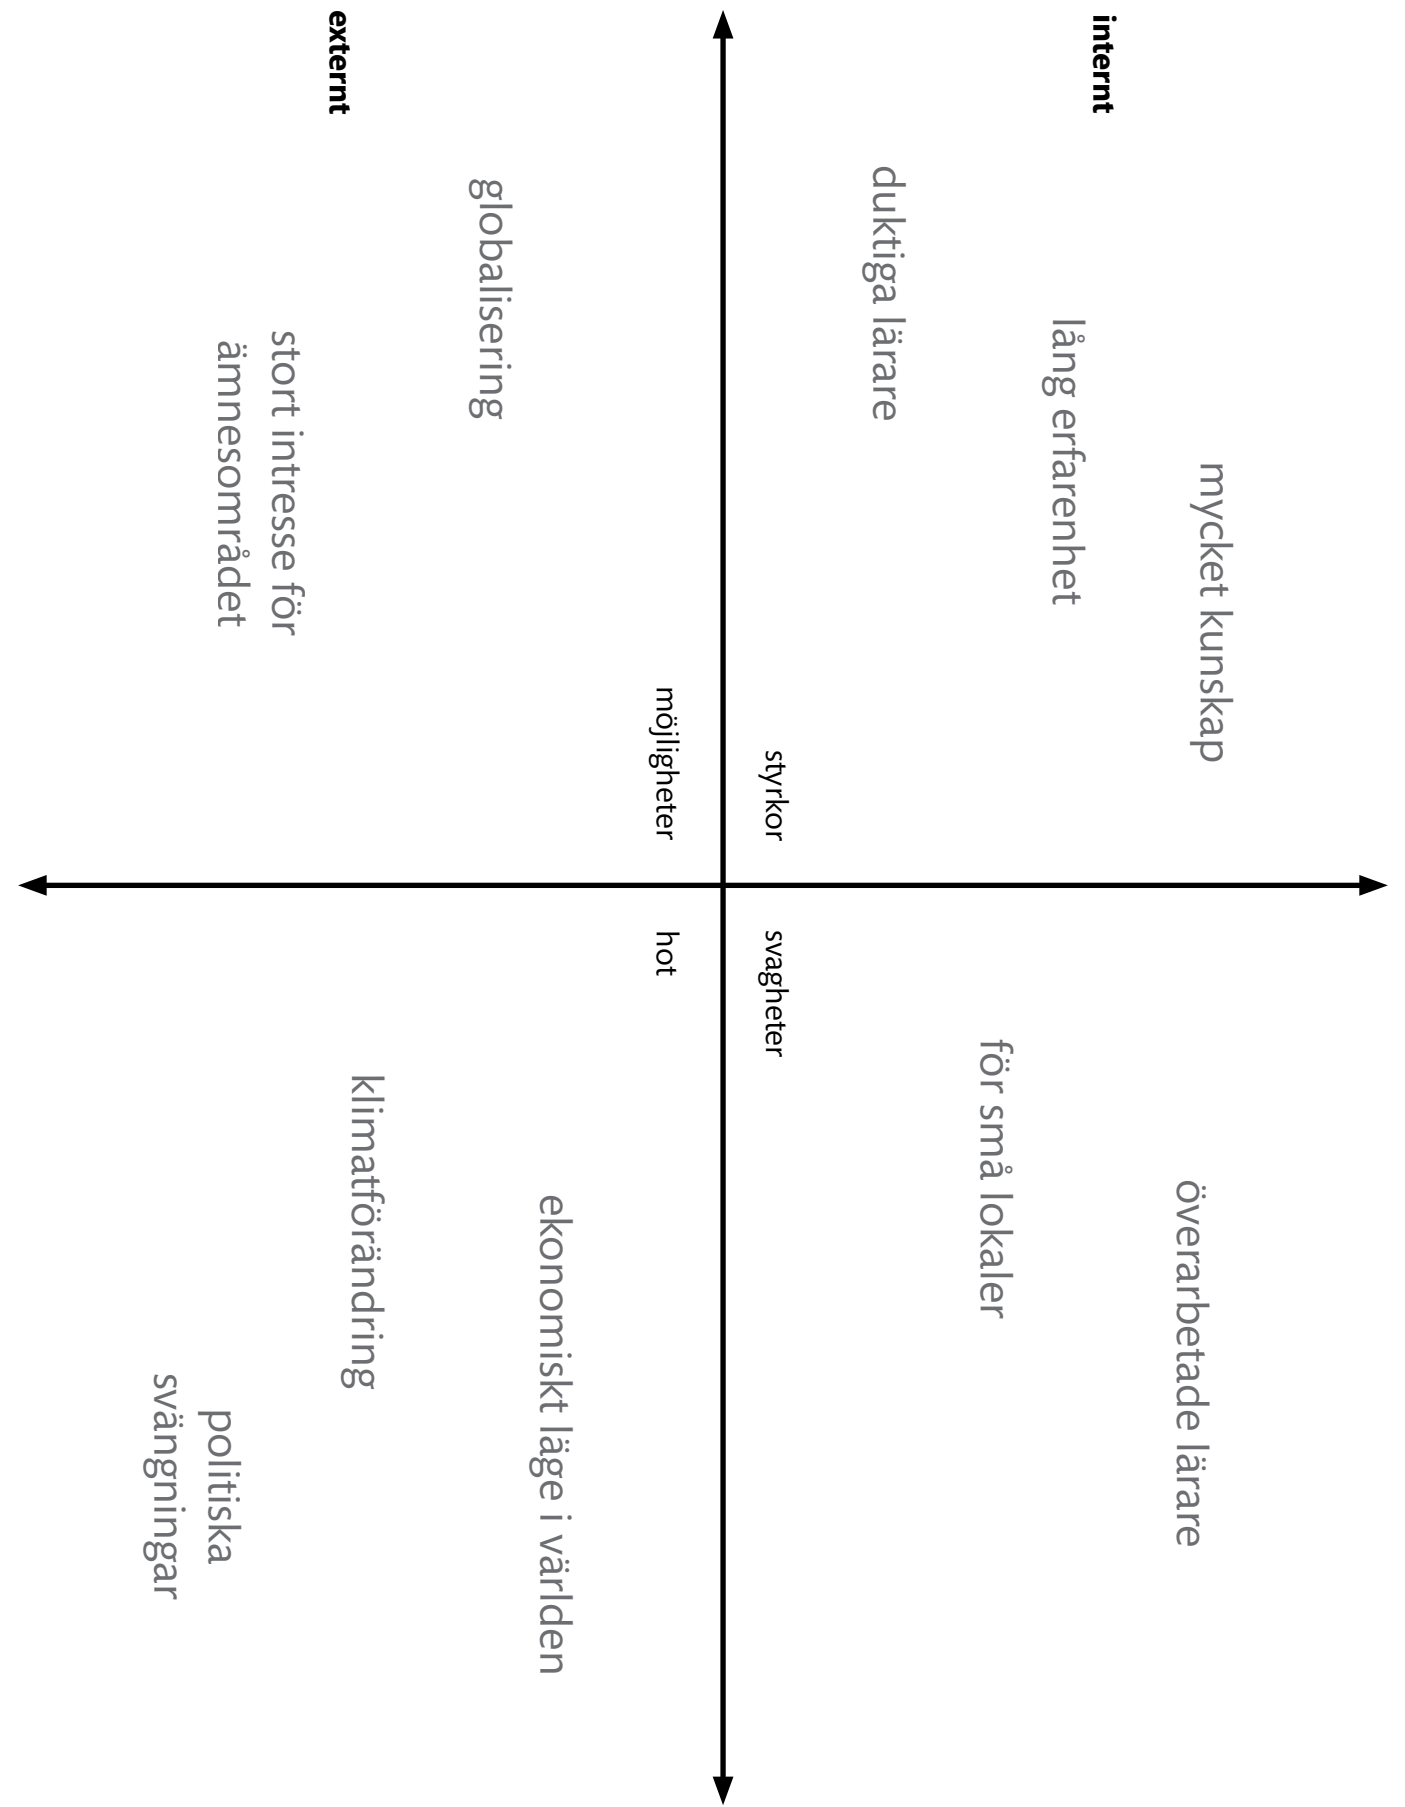 internt
mycket kunskap
lång erfarenhet
duktiga lärare
styrkor
överarbetade lärare
för små lokaler
svagheter
externt
möjligheter
globalisering
stort intresse för
ämnesområdet
hot
ekonomiskt läge i världen
klimatförändring
politiska
svängningar